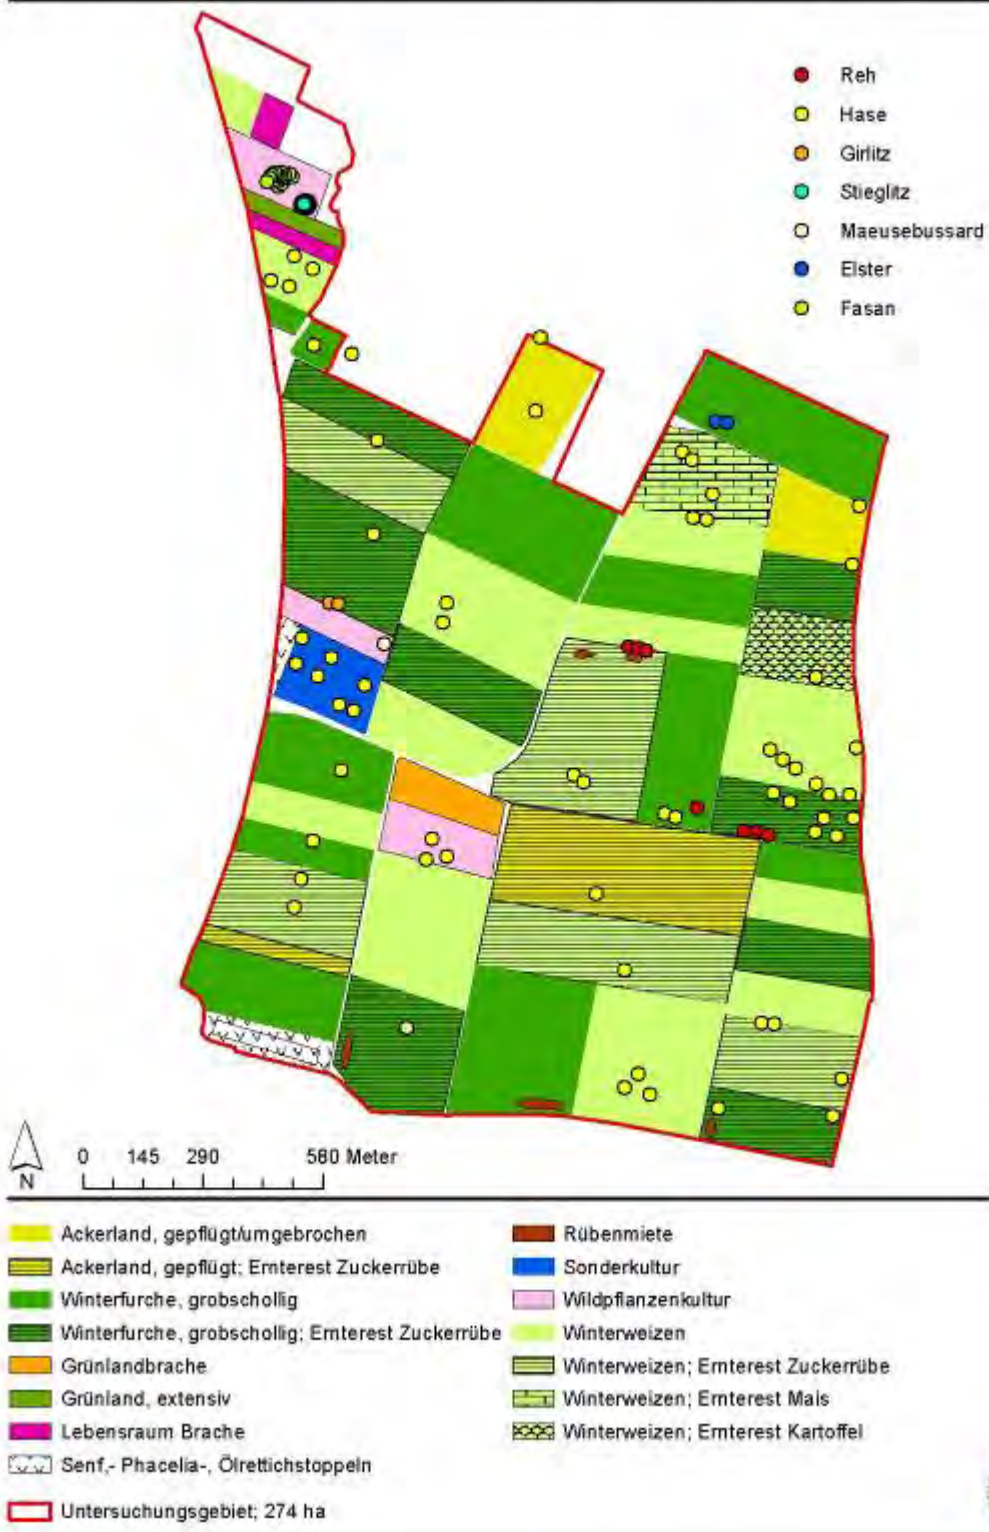 Reh
Hase
Girlitz
Stieglitz
Maeusebussard
Elster
Fasan
0 145 290 580 Meter
N
Ackerland, gepflügt/umgebrochen
Ackerland, gepflügt; Ernterest Zuckerrübe
Winterfurche, grobschollig
Winterfurche, grobschollig; Ernterest Zuckerrübe
Grünlandbrache
Grünland, extensiv
Lebensraum Brache
Senf,- Phacelia-, Ölrettichstoppeln
Untersuchungsgebiet; 274 ha
Rübenmiete
Sonderkultur
Wildpflanzenkultur
Winterweizen
Winterweizen; Ernterest Zuckerrübe
Winterweizen; Ernterest Mais
Winterweizen; Ernterest Kartoffel